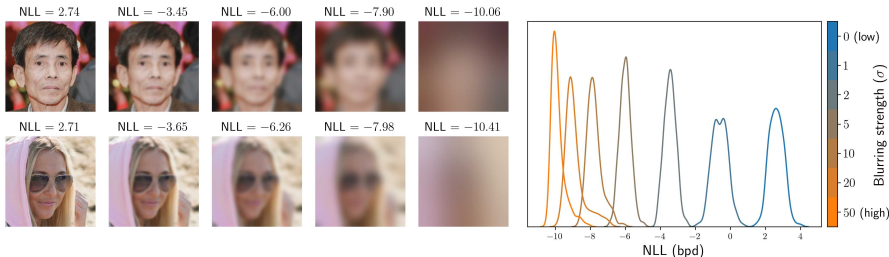 NLL = 2.74
NLL = −3.45
NLL = −6.00
NLL = −7.90
NLL = −10.06
NLL = 2.71
NLL = −3.65
NLL = −6.26
NLL = −7.98
NLL = −10.41
−10
−8
−6
−4
−2
0
2
4
NLL (bpd)
0 (low)
1
2
5
10
20
50 (high)
Blurring strength (σ)